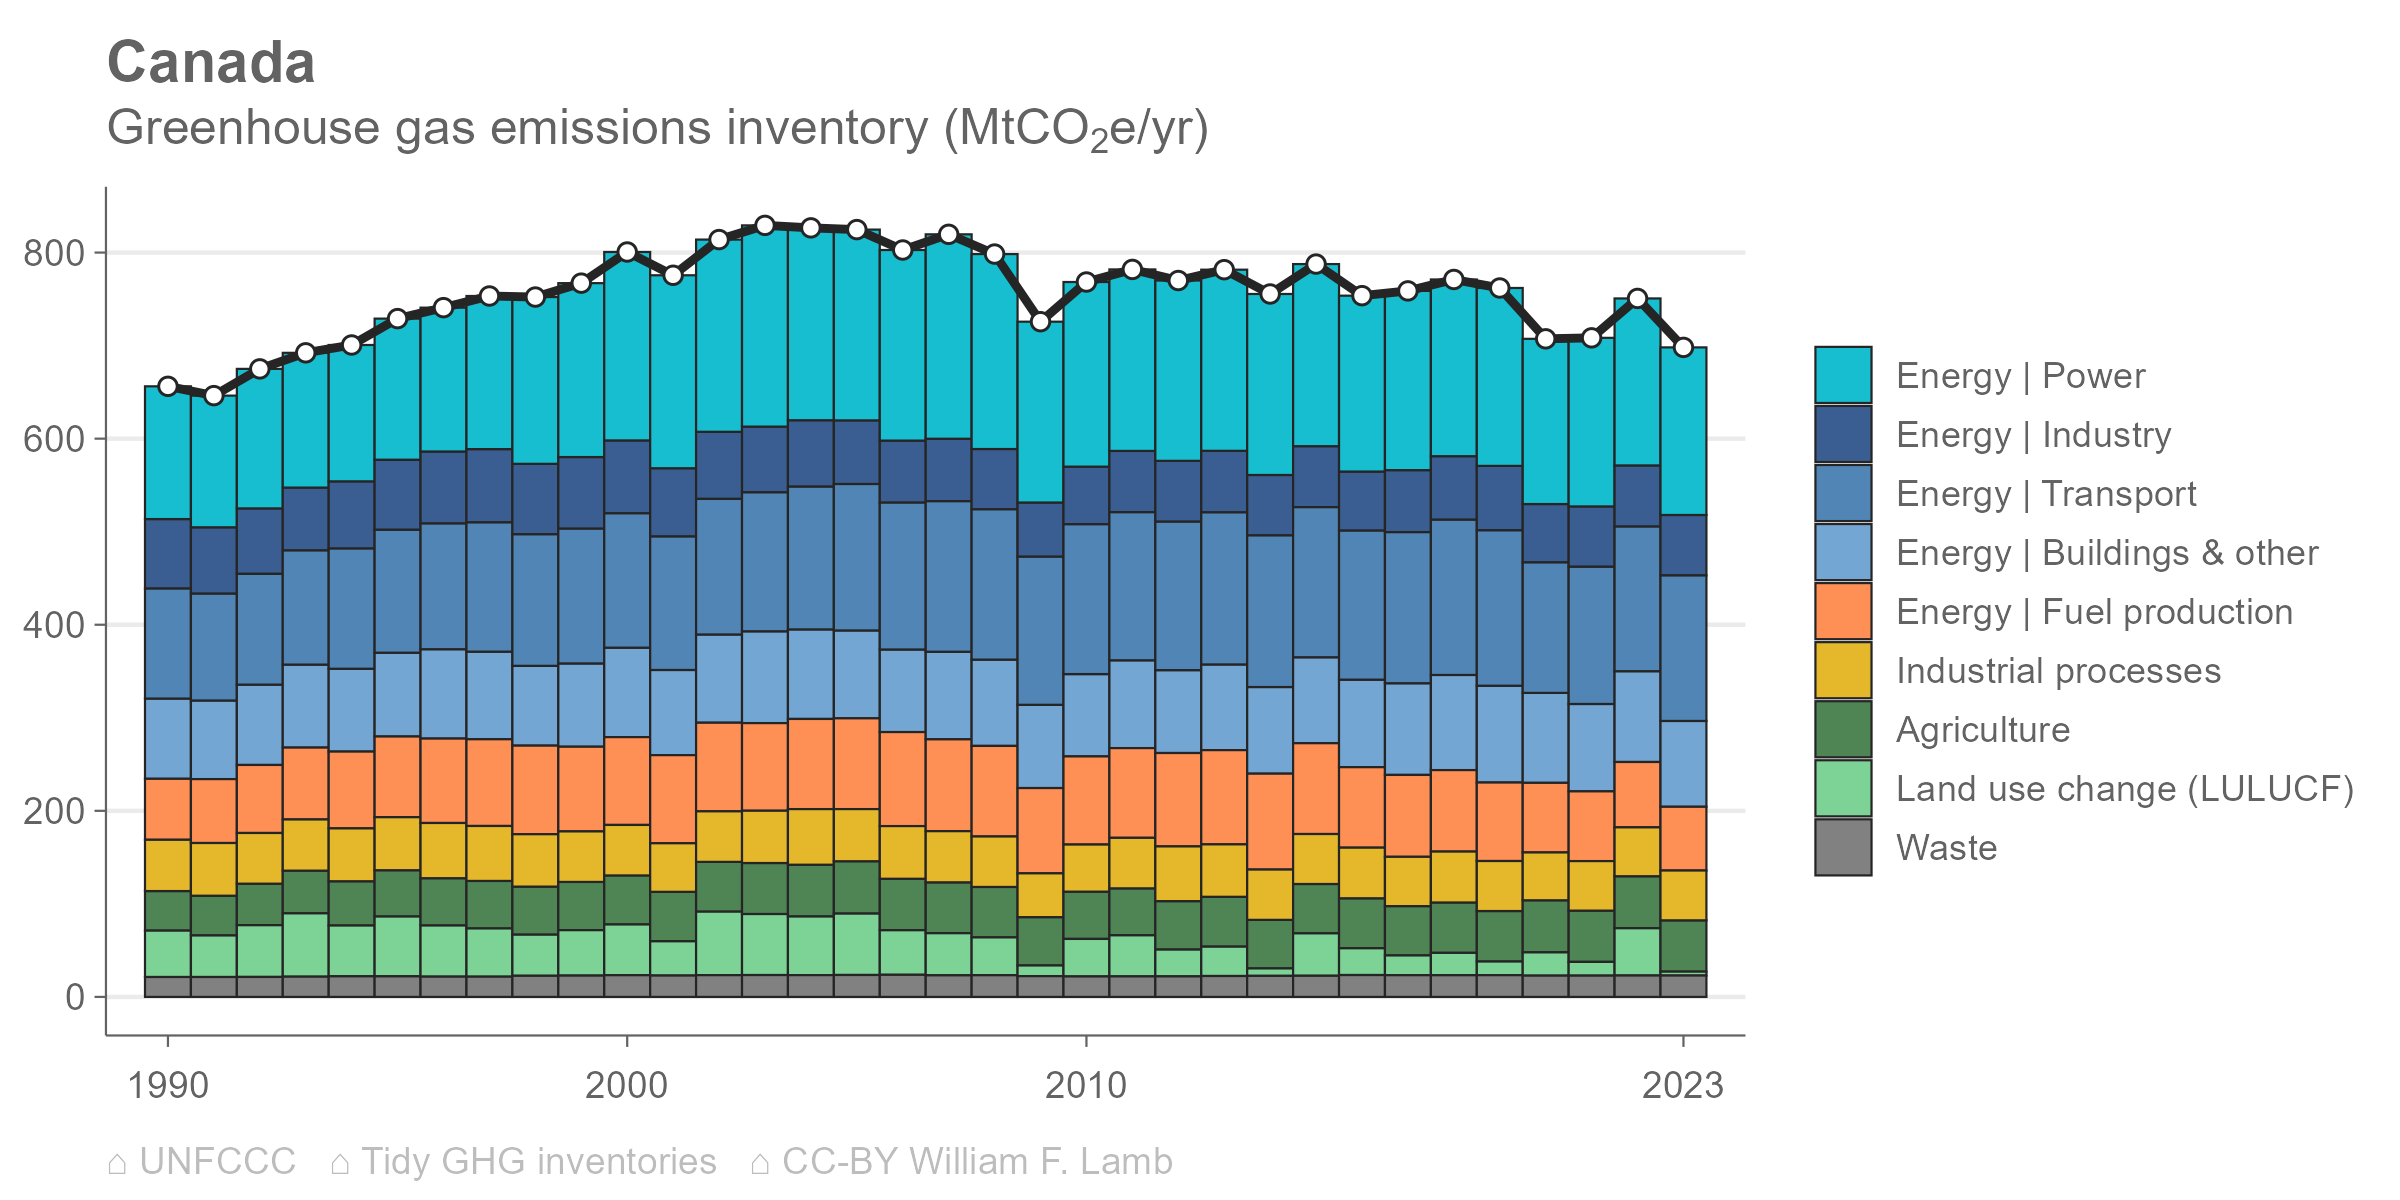 Canada
Greenhouse gas emissions inventory (MtCO₂e/yr)
800
600
400
200
0
1990 2000 2010 2023
Energy | Power
Energy | Industry
Energy | Transport
Energy | Buildings & other
Energy | Fuel production
Industrial processes
Agriculture
Land use change (LULUCF)
Waste
⌂ UNFCCC ⌂ Tidy GHG inventories ⌂ CC-BY William F. Lamb